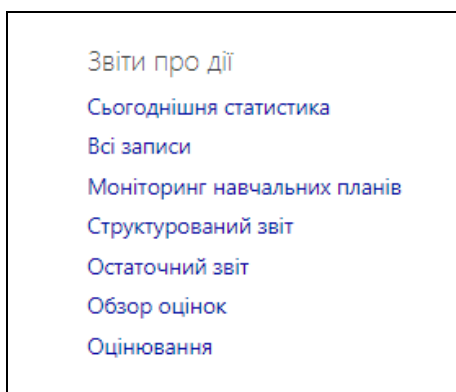 Звіти про дії
Сьогоднішня статистика
Всі записи
Моніторинг навчальних планів
Структурований звіт
Остаточний звіт
Обзор оцінок
Оцінювання